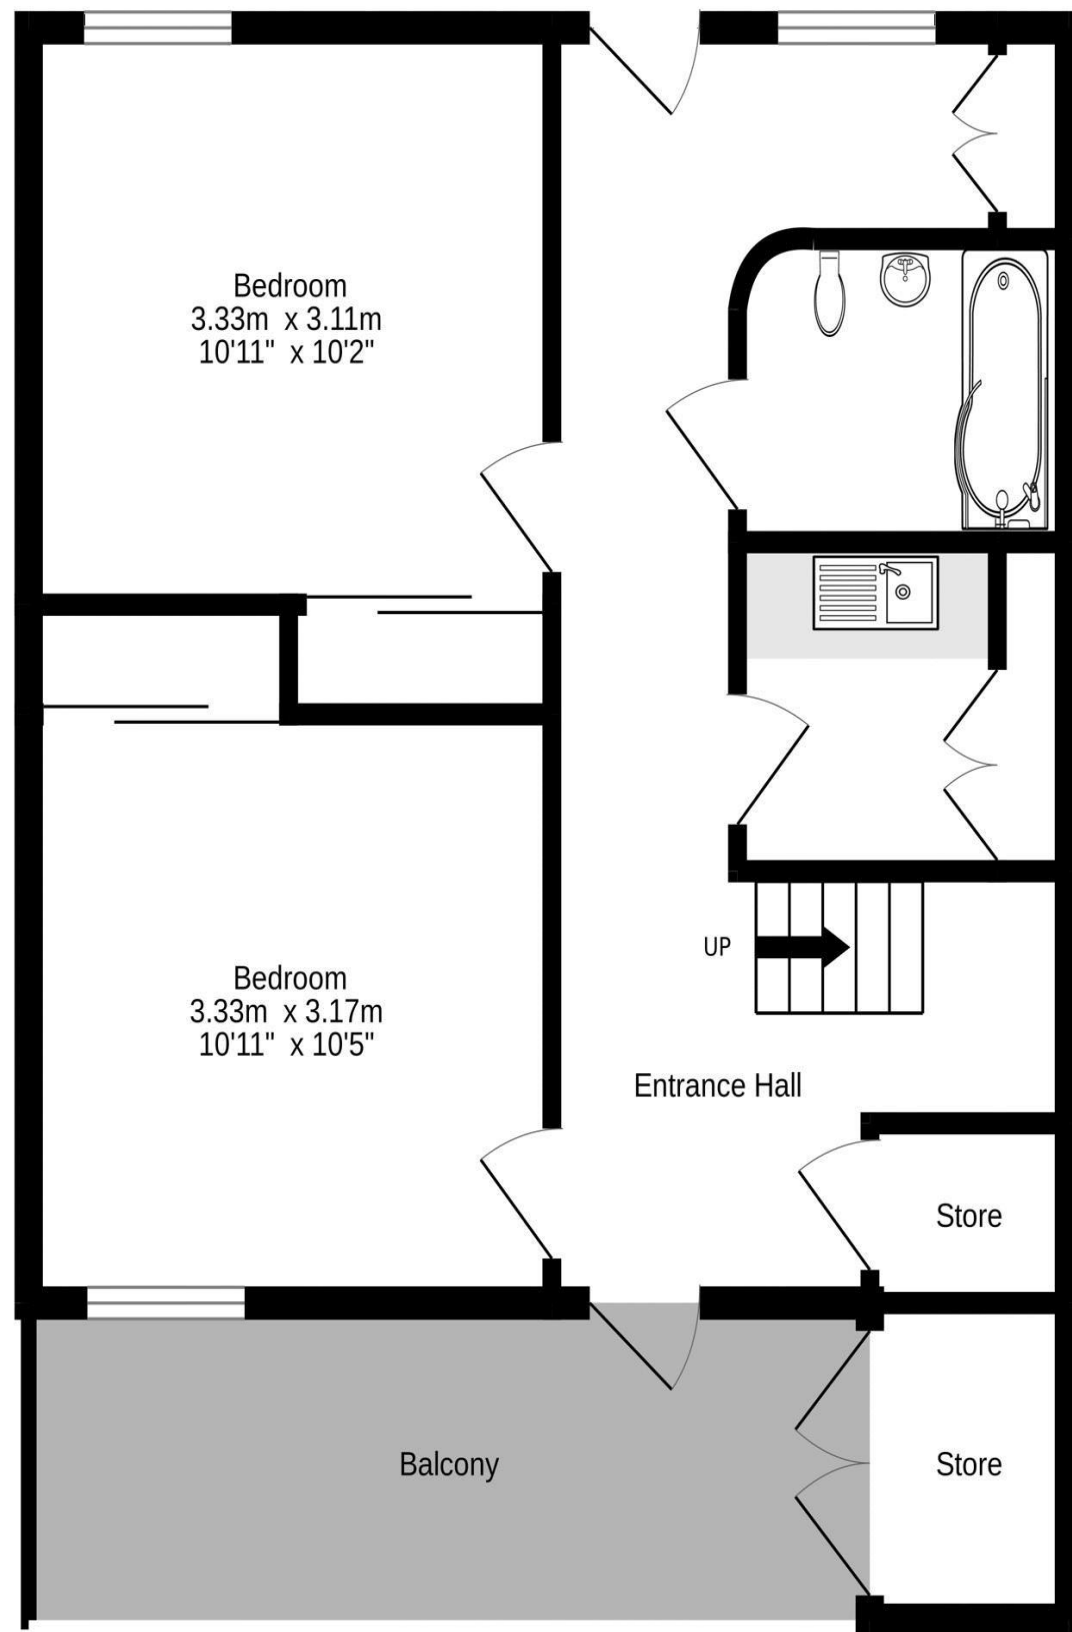 Bedroom
3.33m x 3.11m
10'11" x 10'2"
UP
Bedroom
3.33m x 3.17m
10'11" x 10'5"
Entrance Hall
Store
Balcony
Store